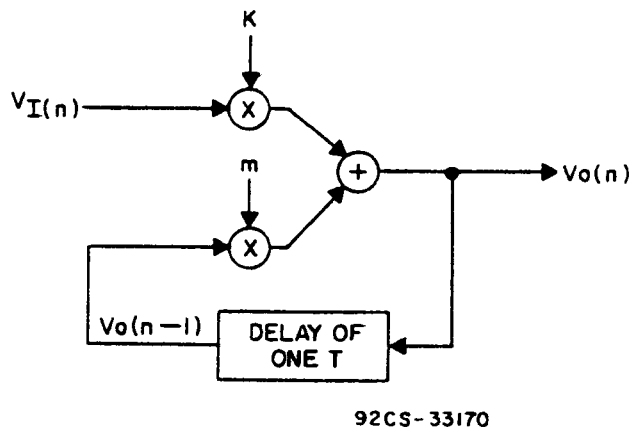 K
VI(n)
X
m
+
Vo(n)
X
Vo(n-1)
DELAY OF
ONE T
92CS-33170